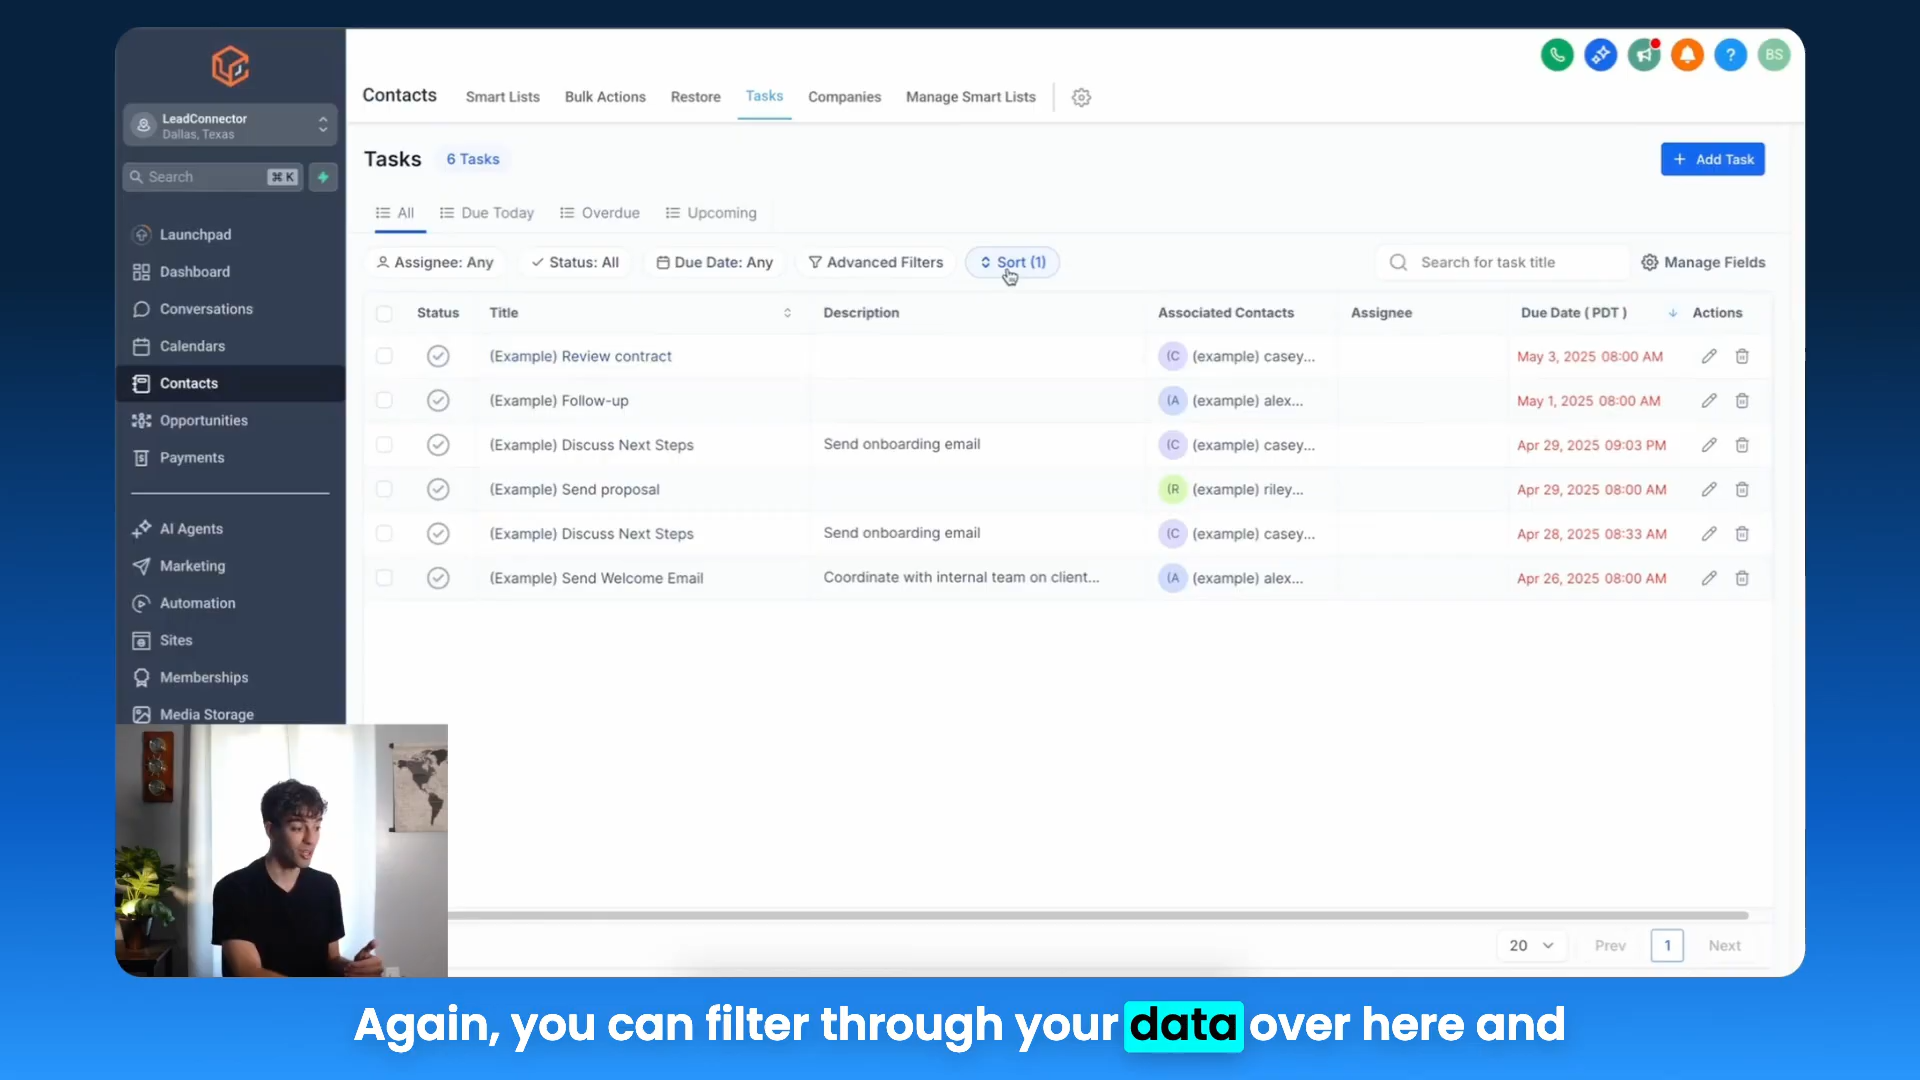 LeadConnector
Dallas, Texas
Search ⌘ K
Launchpad
Dashboard
Conversations
Calendars
Contacts
Opportunities
Payments
AI Agents
Marketing
Automation
Sites
Memberships
Media Storage
Contacts Smart Lists Bulk Actions Restore Tasks Companies Manage Smart Lists
? BS
Tasks 6 Tasks
+ Add Task
All Due Today Overdue Upcoming
Assignee: Any Status: All Due Date: Any Advanced Filters Sort (1) Search for task title Manage Fields
Status Title Description Associated Contacts Assignee Due Date ( PDT ) Actions
(Example) Review contract (C (example) casey... May 3, 2025 08:00 AM
(Example) Follow-up (A (example) alex... May 1, 2025 08:00 AM
(Example) Discuss Next Steps Send onboarding email (C (example) casey... Apr 29, 2025 09:03 PM
(Example) Send proposal (R (example) riley... Apr 29, 2025 08:00 AM
(Example) Discuss Next Steps Send onboarding email (C (example) casey... Apr 28, 2025 08:33 AM
(Example) Send Welcome Email Coordinate with internal team on client... (A (example) alex... Apr 26, 2025 08:00 AM
20 Prev 1 Next
Again, you can filter through your data over here and